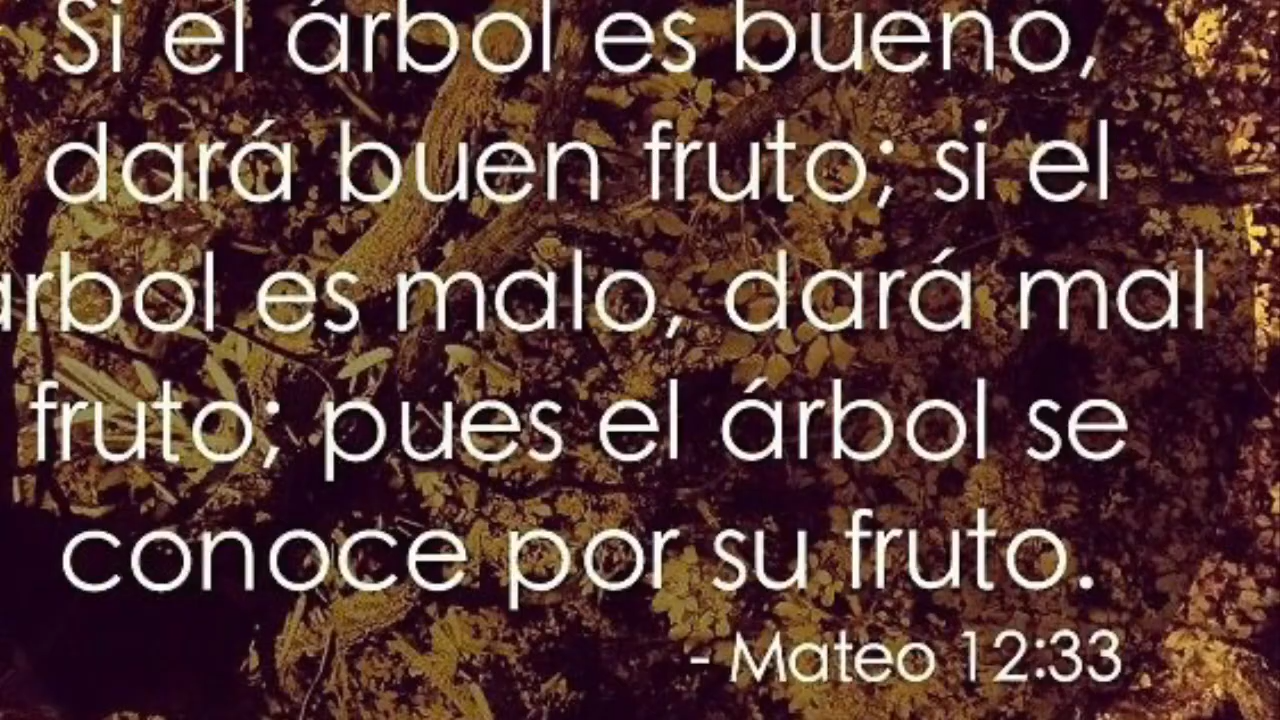 Si el árbol es bueno,
dará buen fruto; si el
árbol es malo, dará mal
fruto; pues el árbol se
conoce por su fruto.
- Mateo 12:33